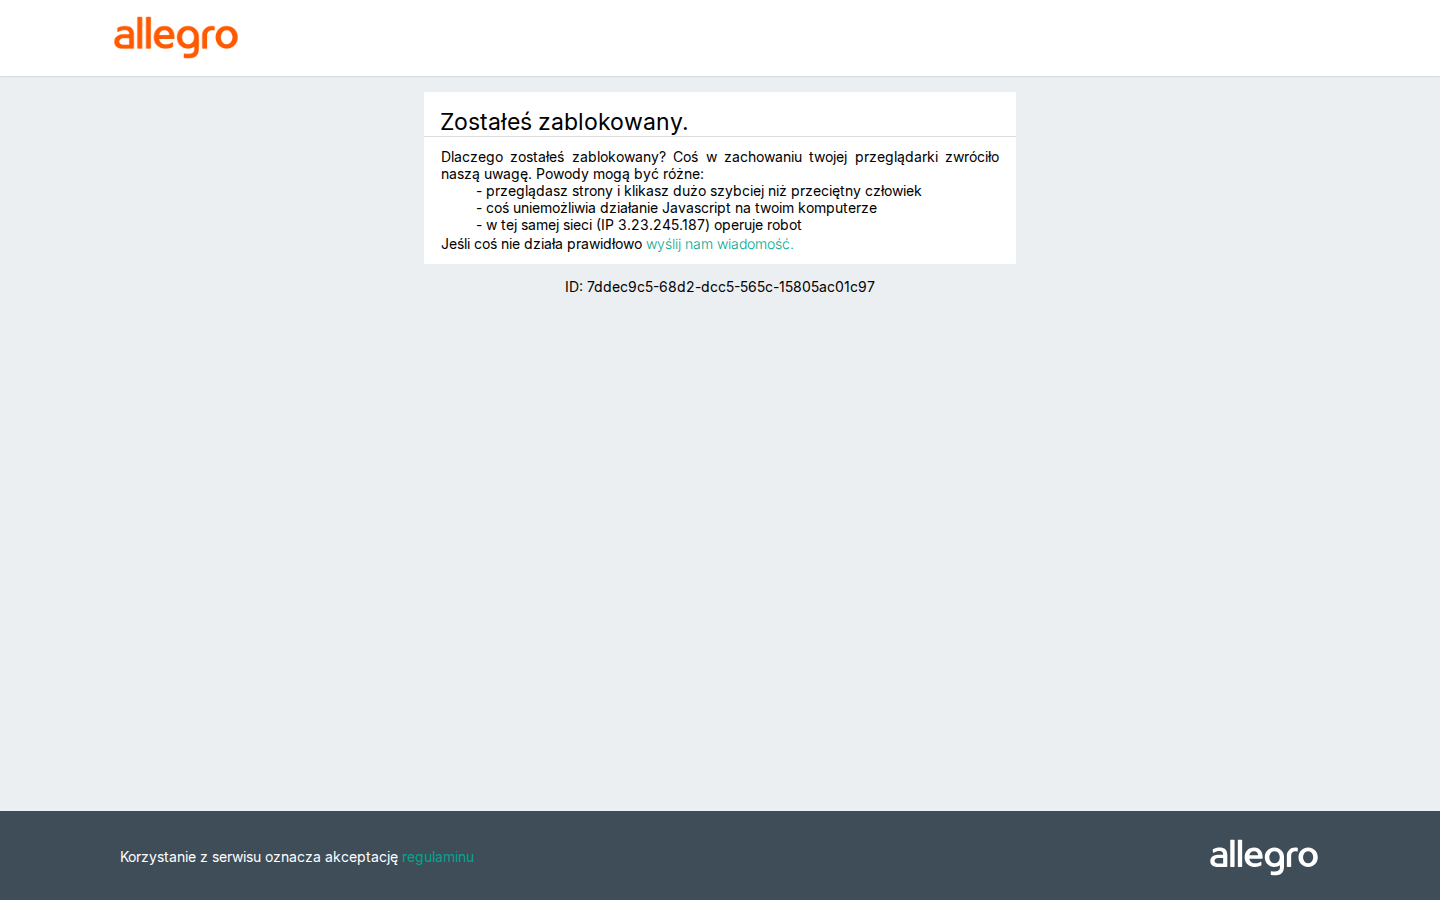 allegro
Zostałeś zablokowany.
Dlaczego zostałeś zablokowany? Coś w zachowaniu twojej przeglądarki zwróciło
naszą uwagę. Powody mogą być różne:
- przeglądasz strony i klikasz dużo szybciej niż przeciętny człowiek
- coś uniemożliwia działanie Javascript na twoim komputerze
- w tej samej sieci (IP 3.23.245.187) operuje robot
Jeśli coś nie działa prawidłowo wyślij nam wiadomość.
ID: 7ddec9c5-68d2-dcc5-565c-15805ac01c97
Korzystanie z serwisu oznacza akceptację regulaminu
allegro